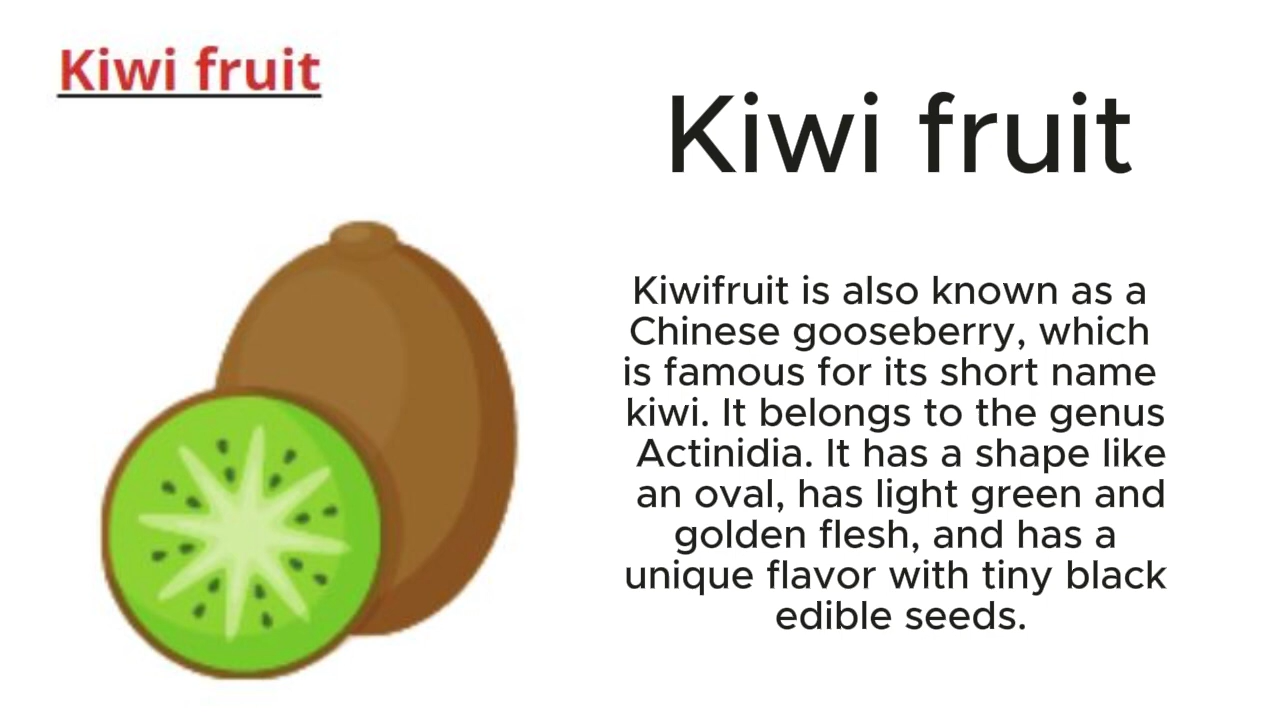 Kiwi fruit
Kiwi fruit
Kiwifruit is also known as a
Chinese gooseberry, which
is famous for its short name
kiwi. It belongs to the genus
Actinidia. It has a shape like
an oval, has light green and
golden flesh, and has a
unique flavor with tiny black
edible seeds.